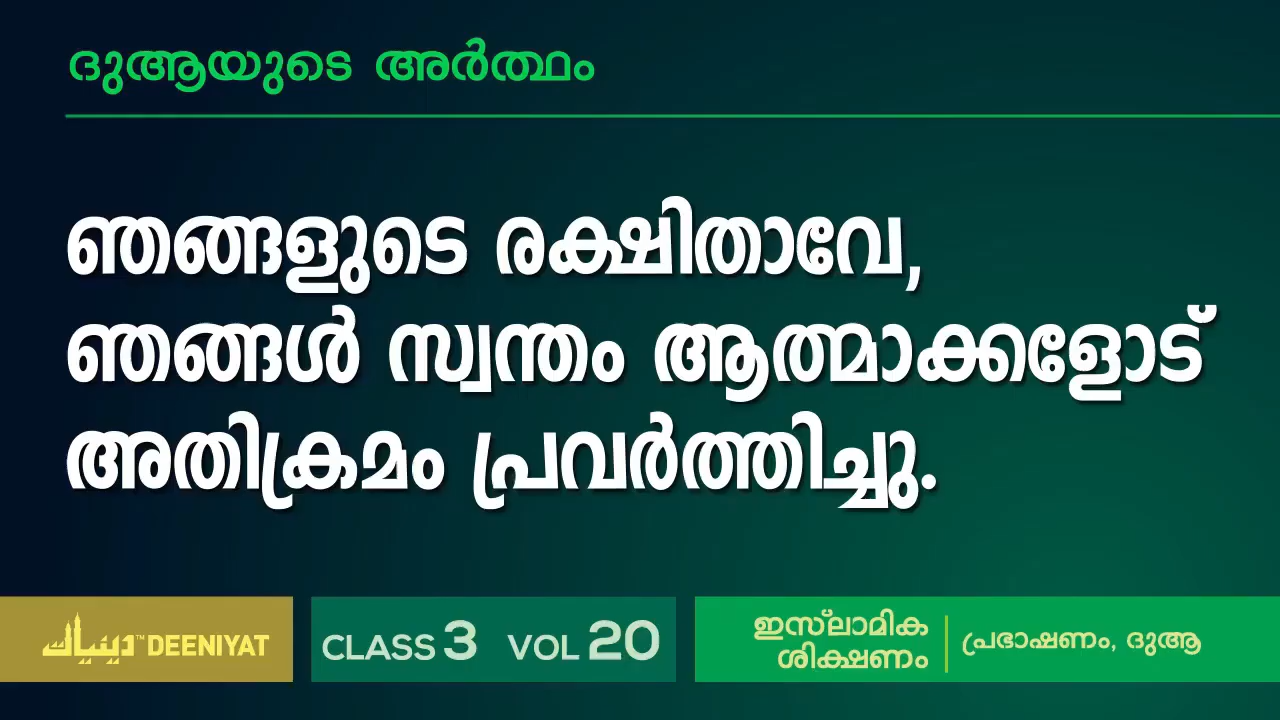 ദുആയുടെ അർത്ഥം
ഞങ്ങളുടെ രക്ഷിതാവേ,
ഞങ്ങൾ സ്വന്തം ആത്മാക്കളോട്
അതിക്രമം പ്രവർത്തിച്ചു.
دينيات™ DEENIYAT
CLASS 3 VOL 20
ഇസ്‌ലാമിക
ശിക്ഷണം
പ്രഭാഷണം, ദുആ